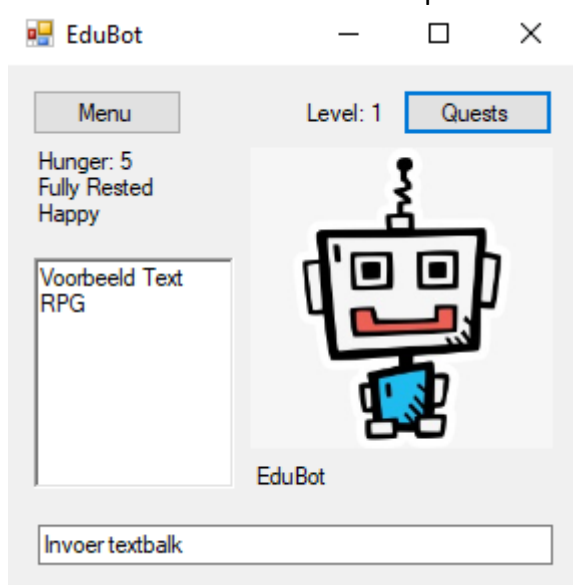 EduBot
Menu
Level: 1
Quests
Hunger: 5
Fully Rested
Happy
Voorbeeld Text
RPG
EduBot
Invoer textbalk